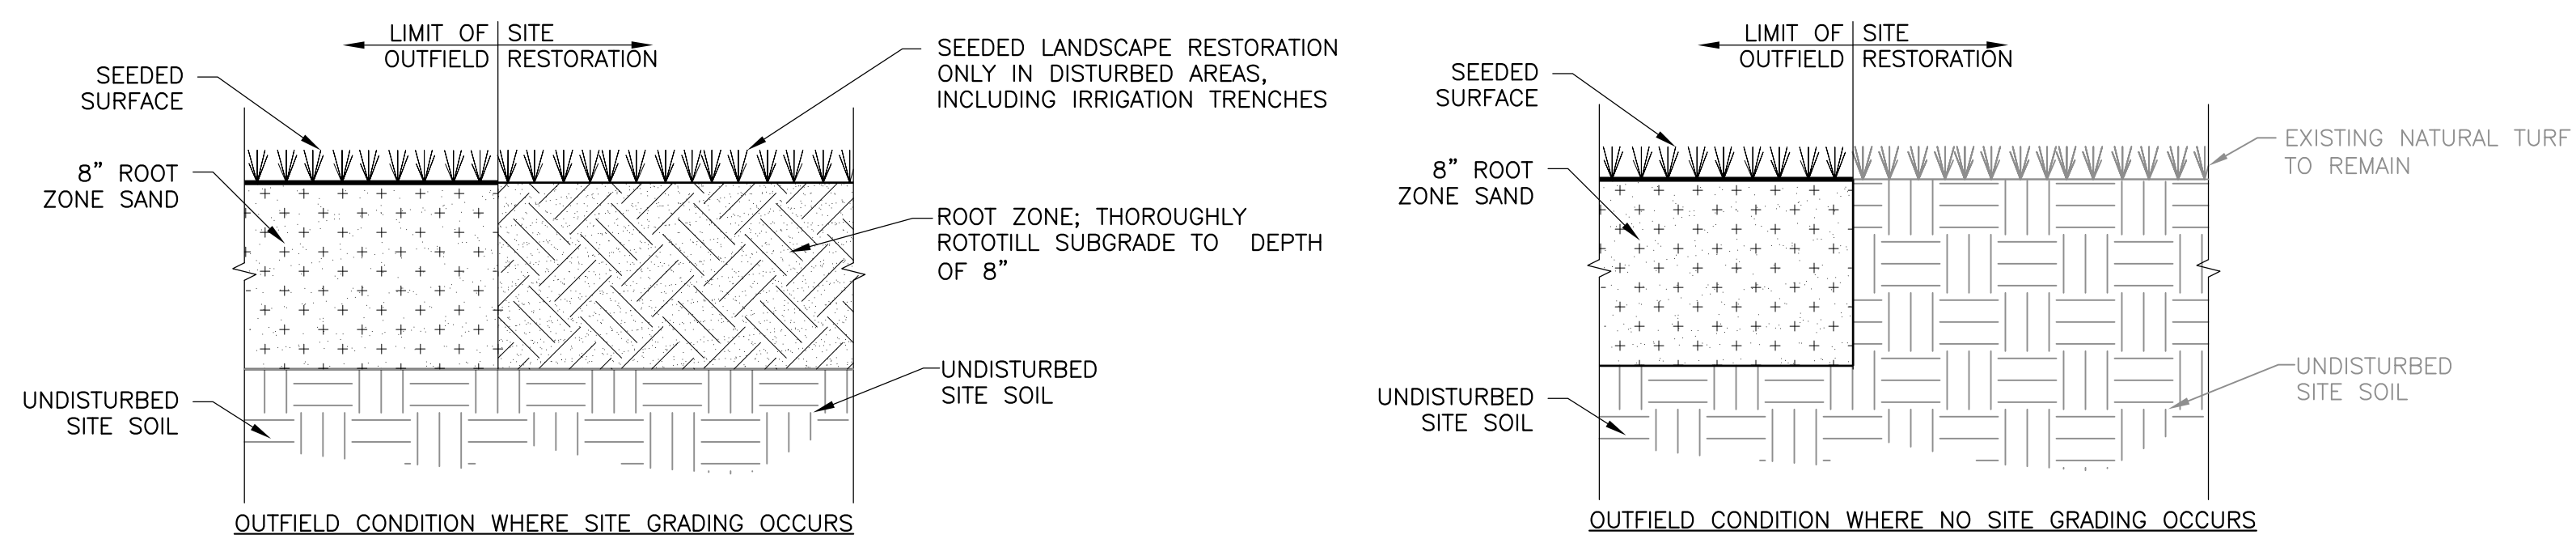 LIMIT OF
OUTFIELD
SITE
RESTORATION
SEEDED
SURFACE
8” ROOT
ZONE SAND
UNDISTURBED
SITE SOIL
SEEDED LANDSCAPE RESTORATION
ONLY IN DISTURBED AREAS,
INCLUDING IRRIGATION TRENCHES
ROOT ZONE; THOROUGHLY
ROTOTILL SUBGRADE TO DEPTH
OF 8”
UNDISTURBED
SITE SOIL
OUTFIELD CONDITION WHERE SITE GRADING OCCURS
LIMIT OF
OUTFIELD
SITE
RESTORATION
SEEDED
SURFACE
8” ROOT
ZONE SAND
UNDISTURBED
SITE SOIL
EXISTING NATURAL TURF
TO REMAIN
UNDISTURBED
SITE SOIL
OUTFIELD CONDITION WHERE NO SITE GRADING OCCURS